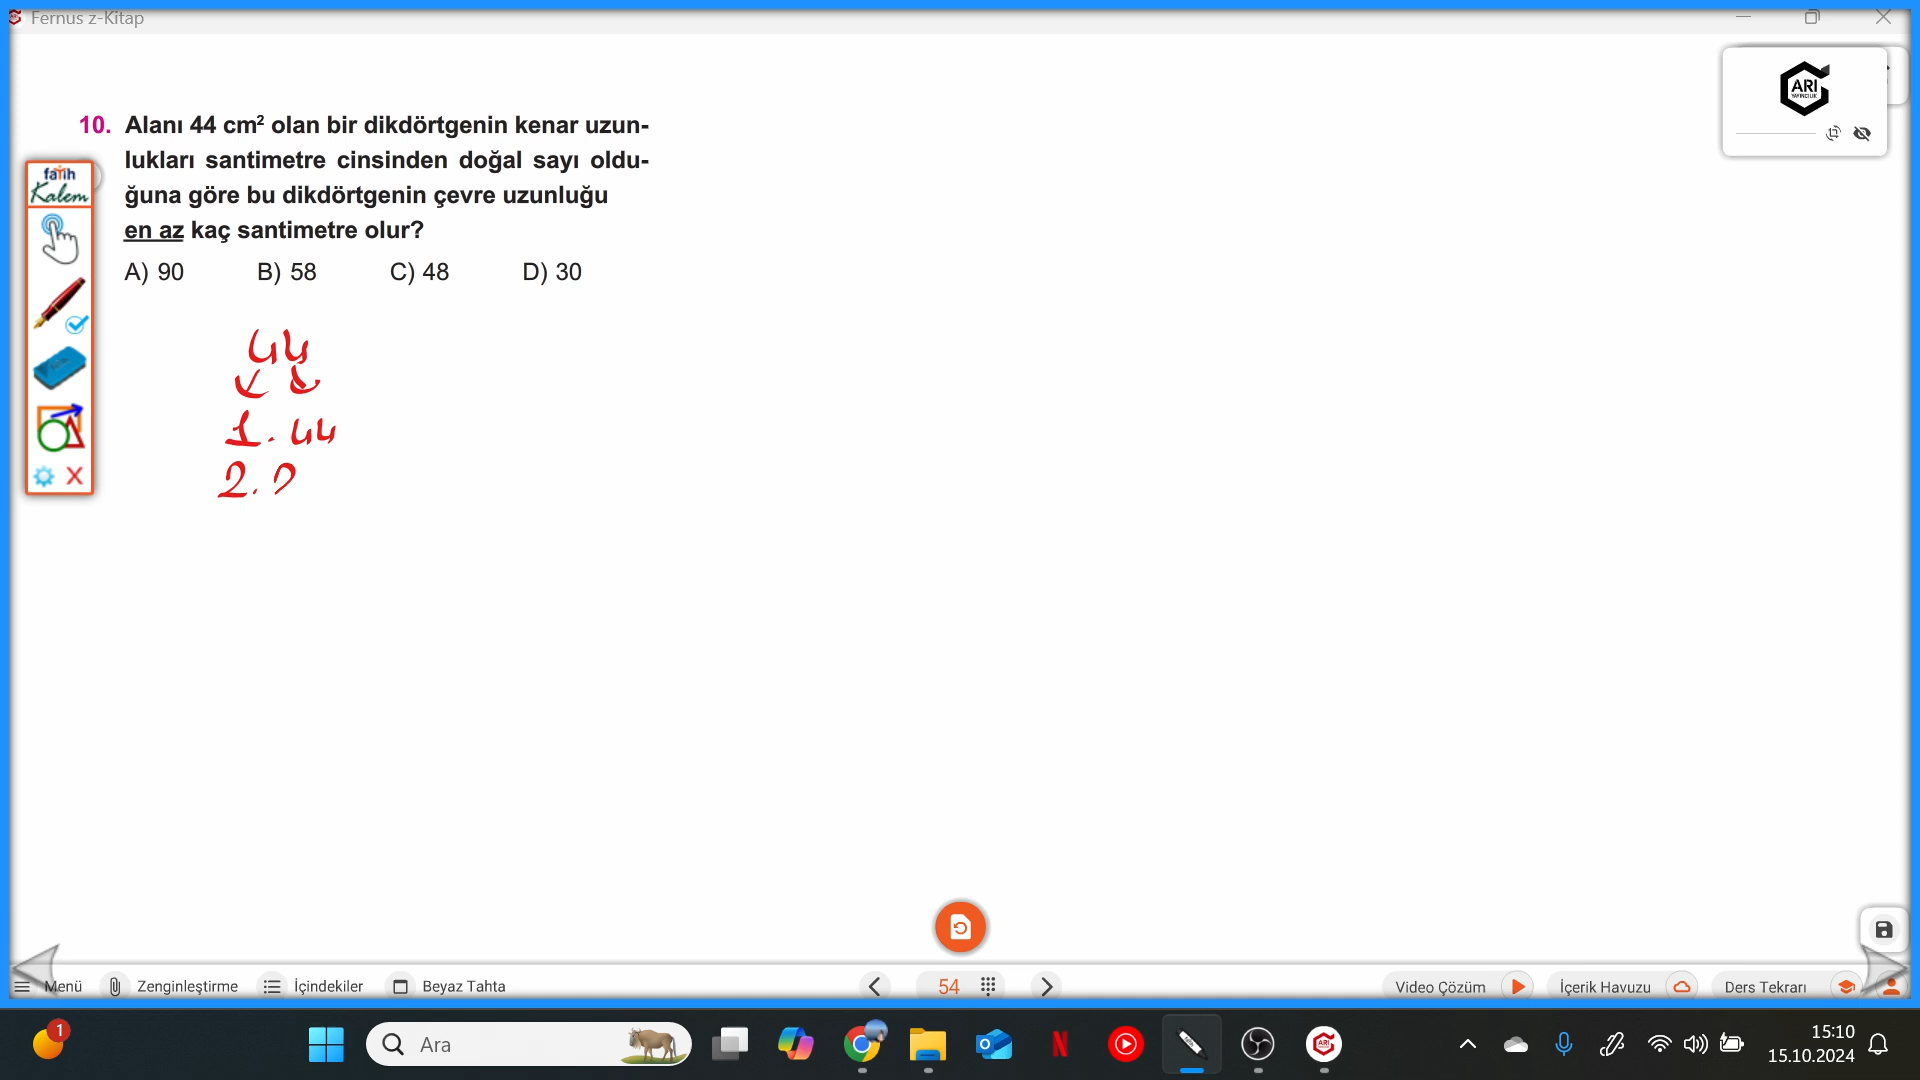 Fernus z-Kitap
ARI
YAYINCILIK
10. Alanı 44 cm² olan bir dikdörtgenin kenar uzun-
lukları santimetre cinsinden doğal sayı oldu-
ğuna göre bu dikdörtgenin çevre uzunluğu
en az kaç santimetre olur?
A) 90 B) 58 C) 48 D) 30
fatih
Kalem
44
1 . 44
2 . 2
Menü Zenginleştirme İçindekiler Beyaz Tahta 54 Video Çözüm İçerik Havuzu Ders Tekrarı
1 Ara 15:10
15.10.2024